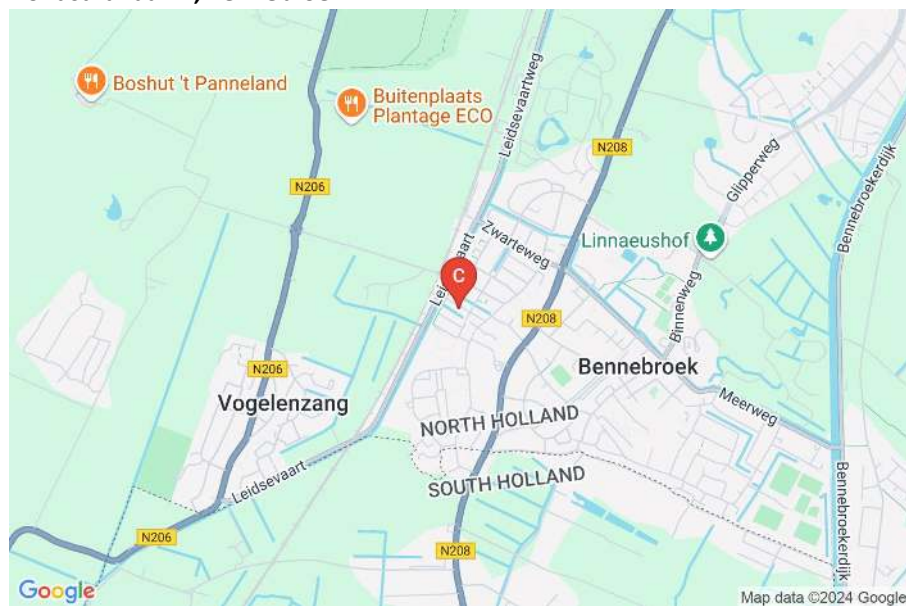 Boshut 't Panneland
Buitenplaats
Plantage ECO
Leidsevaartweg
N208
Glipperweg
Bennebroekerdijk
N206
Zwarteweg
Linnaeushof
C
Binnenweg
N208
N206
Bennebroek
Vogelenzang
Meerweg
NORTH HOLLAND
SOUTH HOLLAND
Leidsevaart
Bennebroekerdijk
N206
N208
Google
Map data ©2024 Google